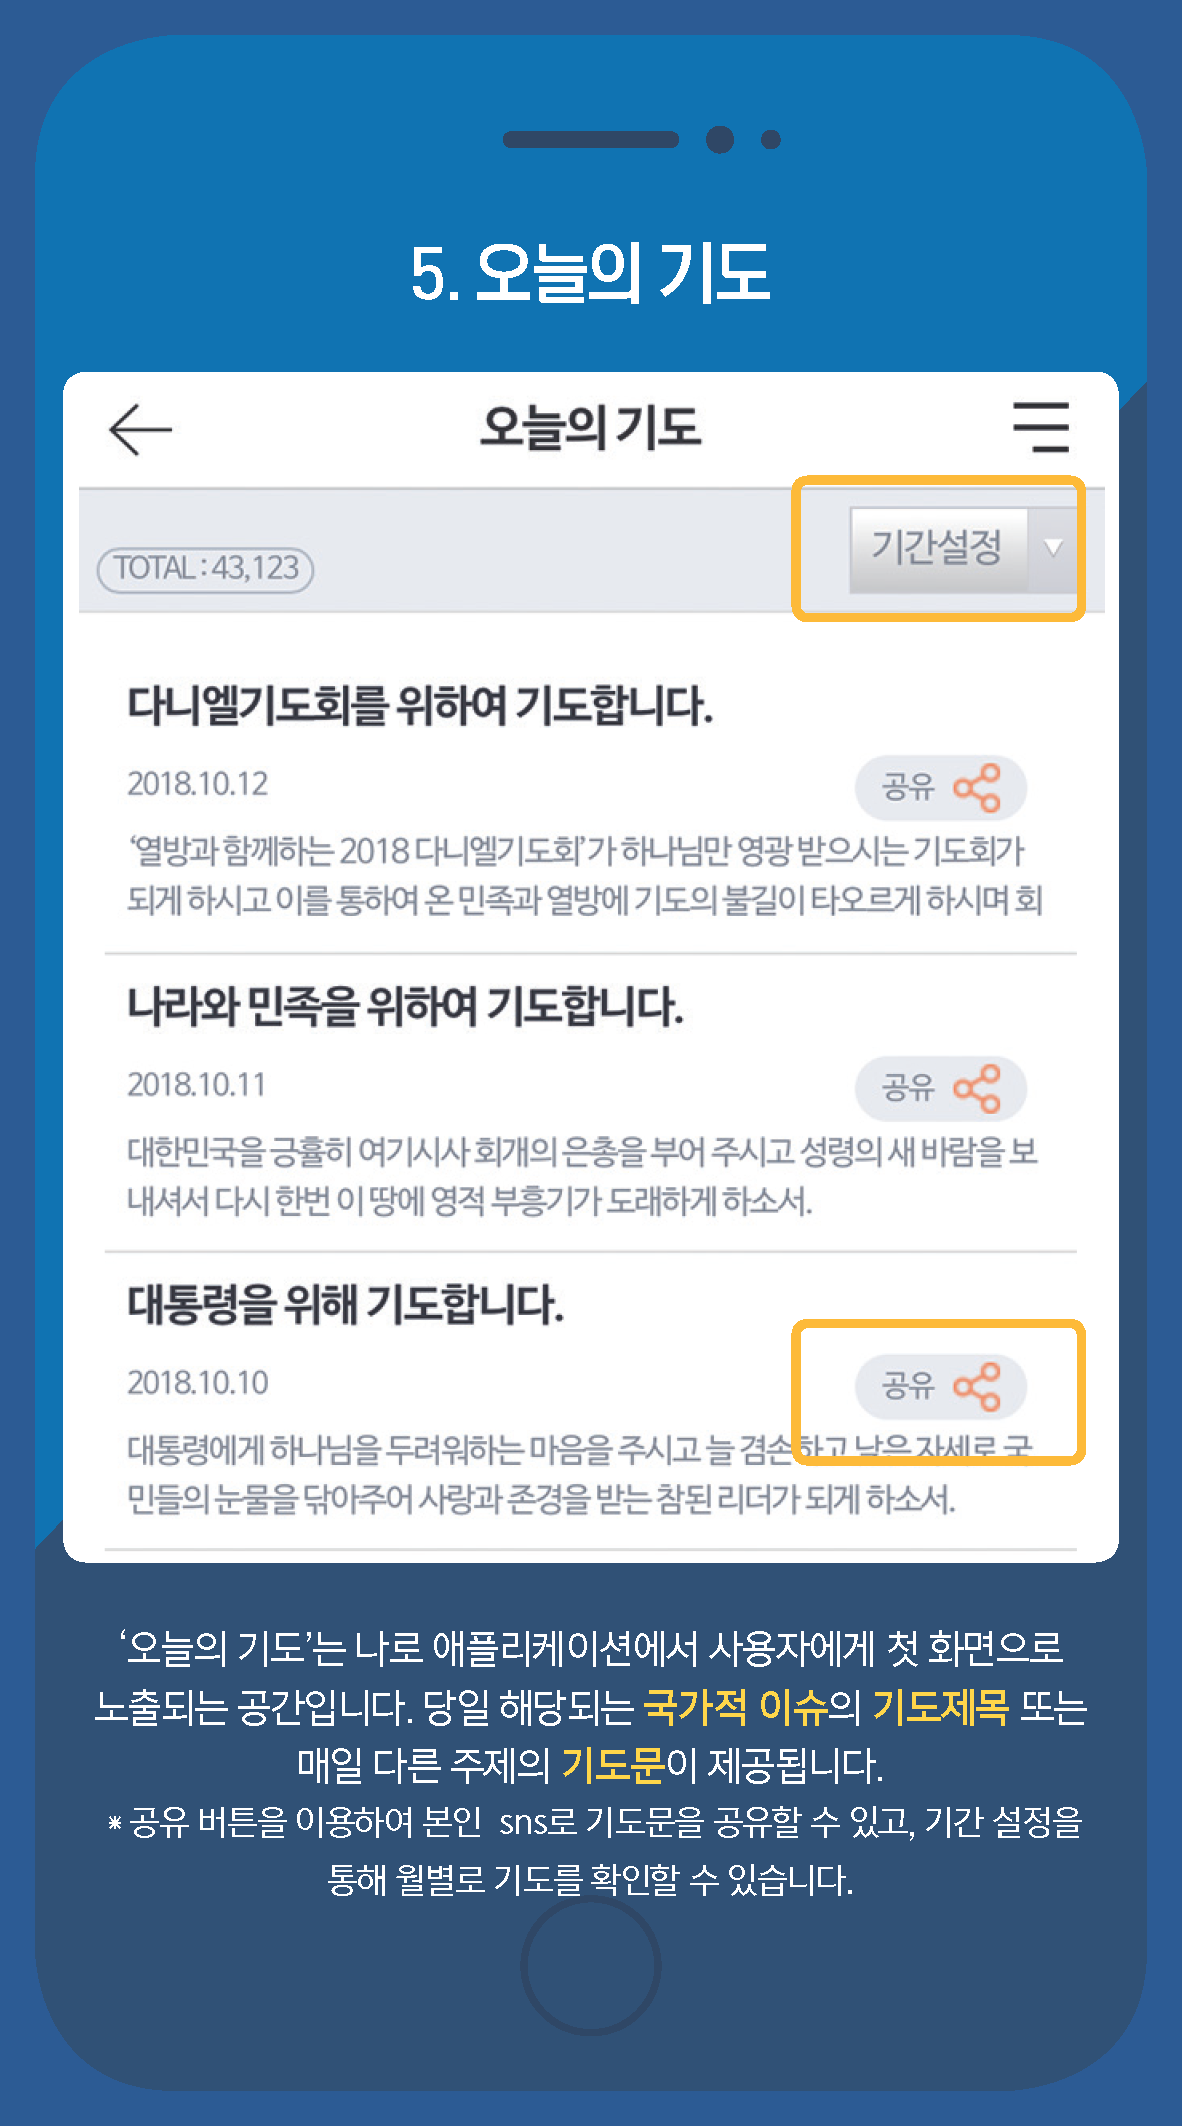 5. 오늘의 기도
오늘의 기도
기간설정
TOTAL : 43,123
다니엘기도회를 위하여 기도합니다.
2018.10.12
공유
‘열방과 함께하는 2018 다니엘기도회’가 하나님만 영광 받으시는 기도회가
되게 하시고 이를 통하여 온 민족과 열방에 기도의 불길이 타오르게 하시며 회
나라와 민족을 위하여 기도합니다.
2018.10.11
공유
대한민국을 긍휼히 여기시사 회개의 은총을 부어 주시고 성령의 새 바람을 보
내셔서 다시 한번 이 땅에 영적 부흥기가 도래하게 하소서.
대통령을 위해 기도합니다.
2018.10.10
공유
대통령에게 하나님을 두려워하는 마음을 주시고 늘 겸손하고 낮은 자세로 국
민들의 눈물을 닦아주어 사랑과 존경을 받는 참된 리더가 되게 하소서.
‘오늘의 기도’는 나로 애플리케이션에서 사용자에게 첫 화면으로
노출되는 공간입니다. 당일 해당되는 국가적 이슈의 기도제목 또는
매일 다른 주제의 기도문이 제공됩니다.
* 공유 버튼을 이용하여 본인 sns로 기도문을 공유할 수 있고, 기간 설정을
통해 월별로 기도를 확인할 수 있습니다.